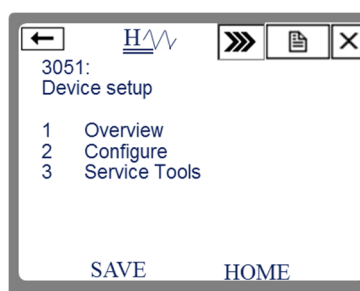 H
3051:
Device setup
1 Overview
2 Configure
3 Service Tools
SAVE HOME